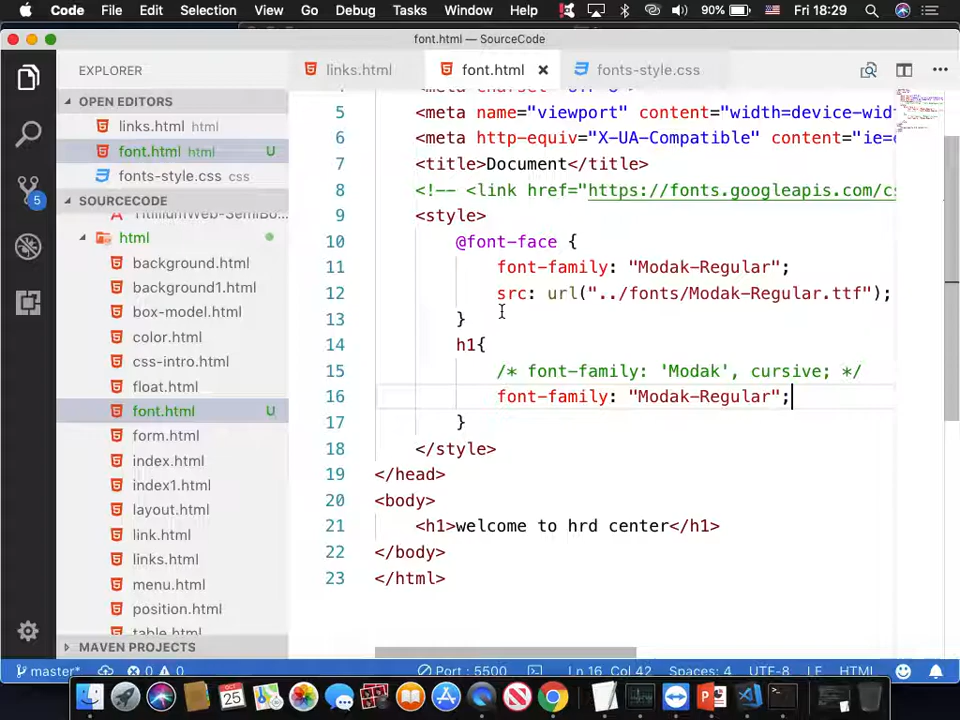 Code File Edit Selection View Go Debug Tasks Window Help 90% Fri 18:29
font.html — SourceCode
EXPLORER
links.html font.html fonts-style.css
OPEN EDITORS
links.html html
font.html html U
fonts-style.css css
5
SOURCECODE
html
background.html
background1.html
box-model.html
color.html
css-intro.html
float.html
font.html U
form.html
index.html
index1.html
layout.html
link.html
links.html
menu.html
position.html
table.html
MAVEN PROJECTS
5 <meta name="viewport" content="width=device-wid
6 <meta http-equiv="X-UA-Compatible" content="ie=
7 <title>Document</title>
8 <!-- <link href="https://fonts.googleapis.com/cs
9 <style>
10 @font-face {
11 font-family: "Modak-Regular";
12 src: url("../fonts/Modak-Regular.ttf");
13 }
14 h1{
15 /* font-family: 'Modak', cursive; */
16 font-family: "Modak-Regular";
17 }
18 </style>
19 </head>
20 <body>
21 <h1>welcome to hrd center</h1>
22 </body>
23 </html>
master* 0 0 Port : 5500 Ln 16, Col 42 Spaces: 4 UTF-8 LF HTML
OCT
25